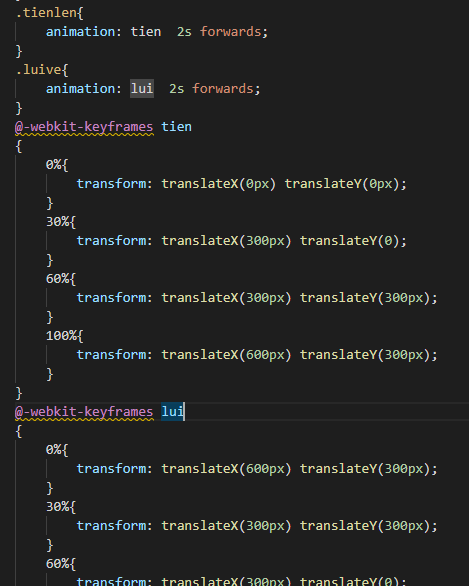 .tienlen{
animation: tien  2s forwards;
}
.luive{
animation: lui  2s forwards;
}
@-webkit-keyframes tien
{
0%{
transform: translateX(0px) translateY(0px);
}
30%{
transform: translateX(300px) translateY(0);
}
60%{
transform: translateX(300px) translateY(300px);
}
100%{
transform: translateX(600px) translateY(300px);
}
}
@-webkit-keyframes lui
{
0%{
transform: translateX(600px) translateY(300px);
}
30%{
transform: translateX(300px) translateY(300px);
}
60%{
transform: translateX(300px) translateY(0);